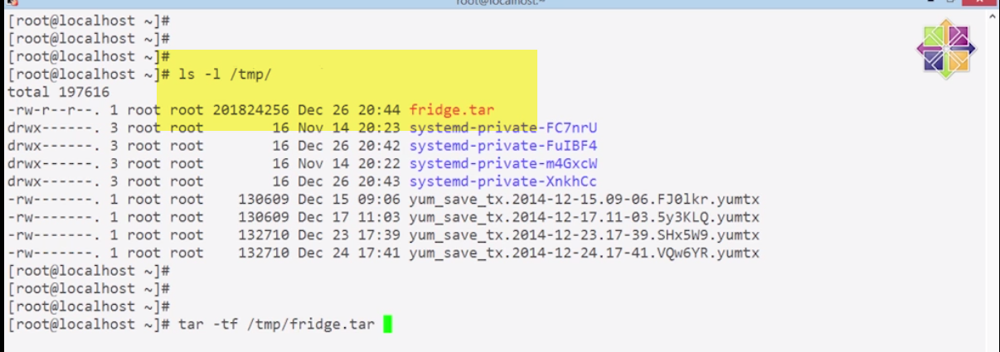 root@localhost:~
[root@localhost ~]#
[root@localhost ~]#
[root@localhost ~]#
[root@localhost ~]# ls -l /tmp/
total 197616
-rw-r--r--. 1 root root 201824256 Dec 26 20:44 fridge.tar
drwx------. 3 root root        16 Nov 14 20:23 systemd-private-FC7nrU
drwx------. 3 root root        16 Dec 26 20:42 systemd-private-FuIBF4
drwx------. 3 root root        16 Nov 14 20:22 systemd-private-m4GxcW
drwx------. 3 root root        16 Dec 26 20:43 systemd-private-XnkhCc
-rw-------. 1 root root    130609 Dec 15 09:06 yum_save_tx.2014-12-15.09-06.FJ0lkr.yumtx
-rw-------. 1 root root    130609 Dec 17 11:03 yum_save_tx.2014-12-17.11-03.5y3KLQ.yumtx
-rw-------. 1 root root    132710 Dec 23 17:39 yum_save_tx.2014-12-23.17-39.SHx5W9.yumtx
-rw-------. 1 root root    132710 Dec 24 17:41 yum_save_tx.2014-12-24.17-41.VQw6YR.yumtx
[root@localhost ~]#
[root@localhost ~]#
[root@localhost ~]#
[root@localhost ~]# tar -tf /tmp/fridge.tar